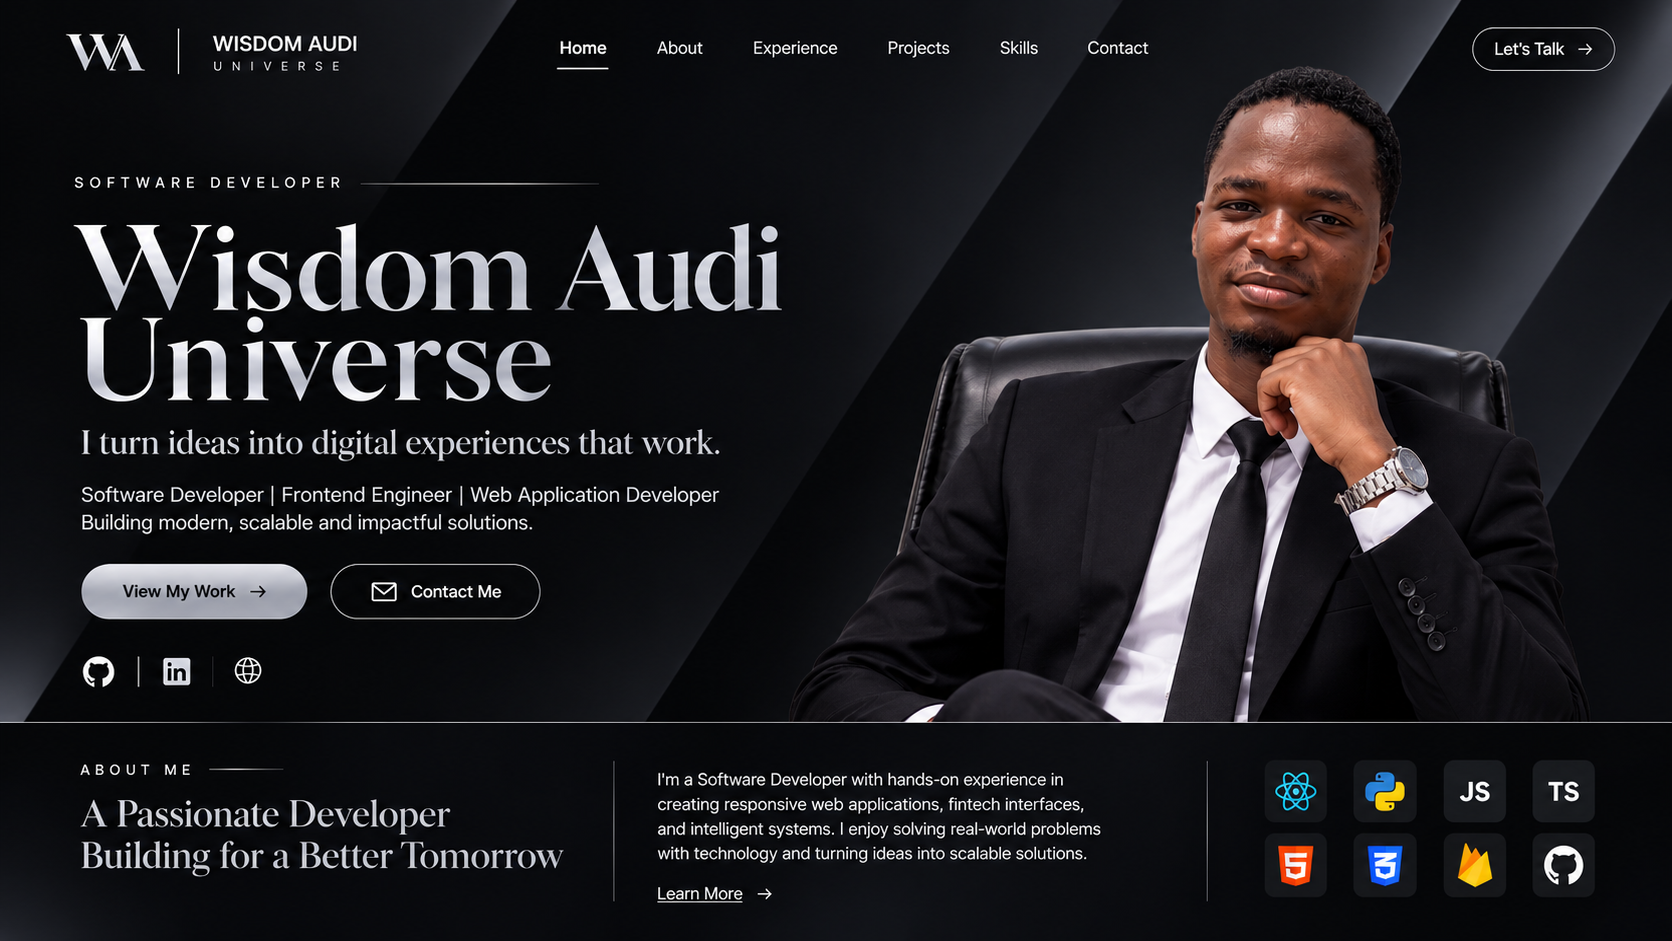 WA
WISDOM AUDI
UNIVERSE
Home
About
Experience
Projects
Skills
Contact
Let's Talk →
SOFTWARE DEVELOPER
Wisdom Audi
Universe
I turn ideas into digital experiences that work.
Software Developer | Frontend Engineer | Web Application Developer
Building modern, scalable and impactful solutions.
View My Work →
Contact Me
in
ABOUT ME
A Passionate Developer
Building for a Better Tomorrow
I'm a Software Developer with hands-on experience in
creating responsive web applications, fintech interfaces,
and intelligent systems. I enjoy solving real-world problems
with technology and turning ideas into scalable solutions.
Learn More →
JS
TS
5
3